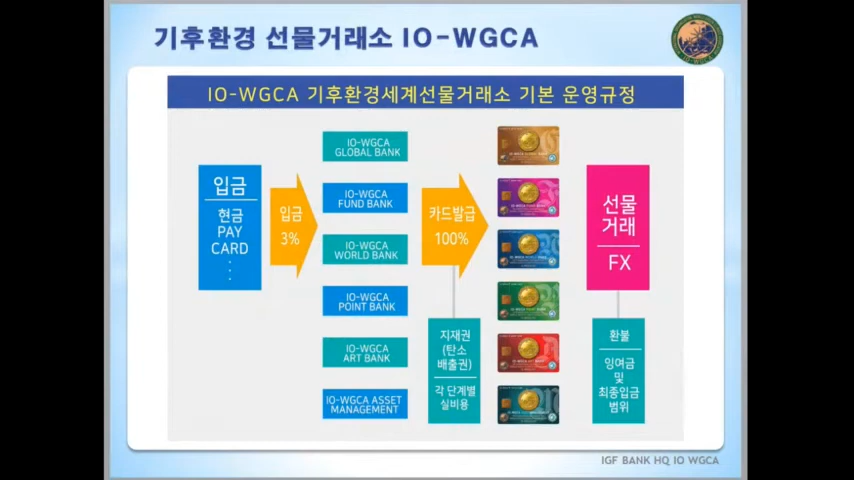 기후환경 선물거래소 IO-WGCA
IO-WGCA 기후환경세계선물거래소 기본 운영규정
입금
현금
PAY
CARD
입금
3%
IO-WGCA
GLOBAL BANK
IO-WGCA
FUND BANK
IO-WGCA
WORLD BANK
IO-WGCA
POINT BANK
IO-WGCA
ART BANK
IO-WGCA ASSET
MANAGEMENT
카드발급
100%
지재권
(탄소
배출권)
각 단계별
실비용
선물
거래
FX
환불
잉여금
및
최종입금
범위
IGF BANK HQ IO WGCA